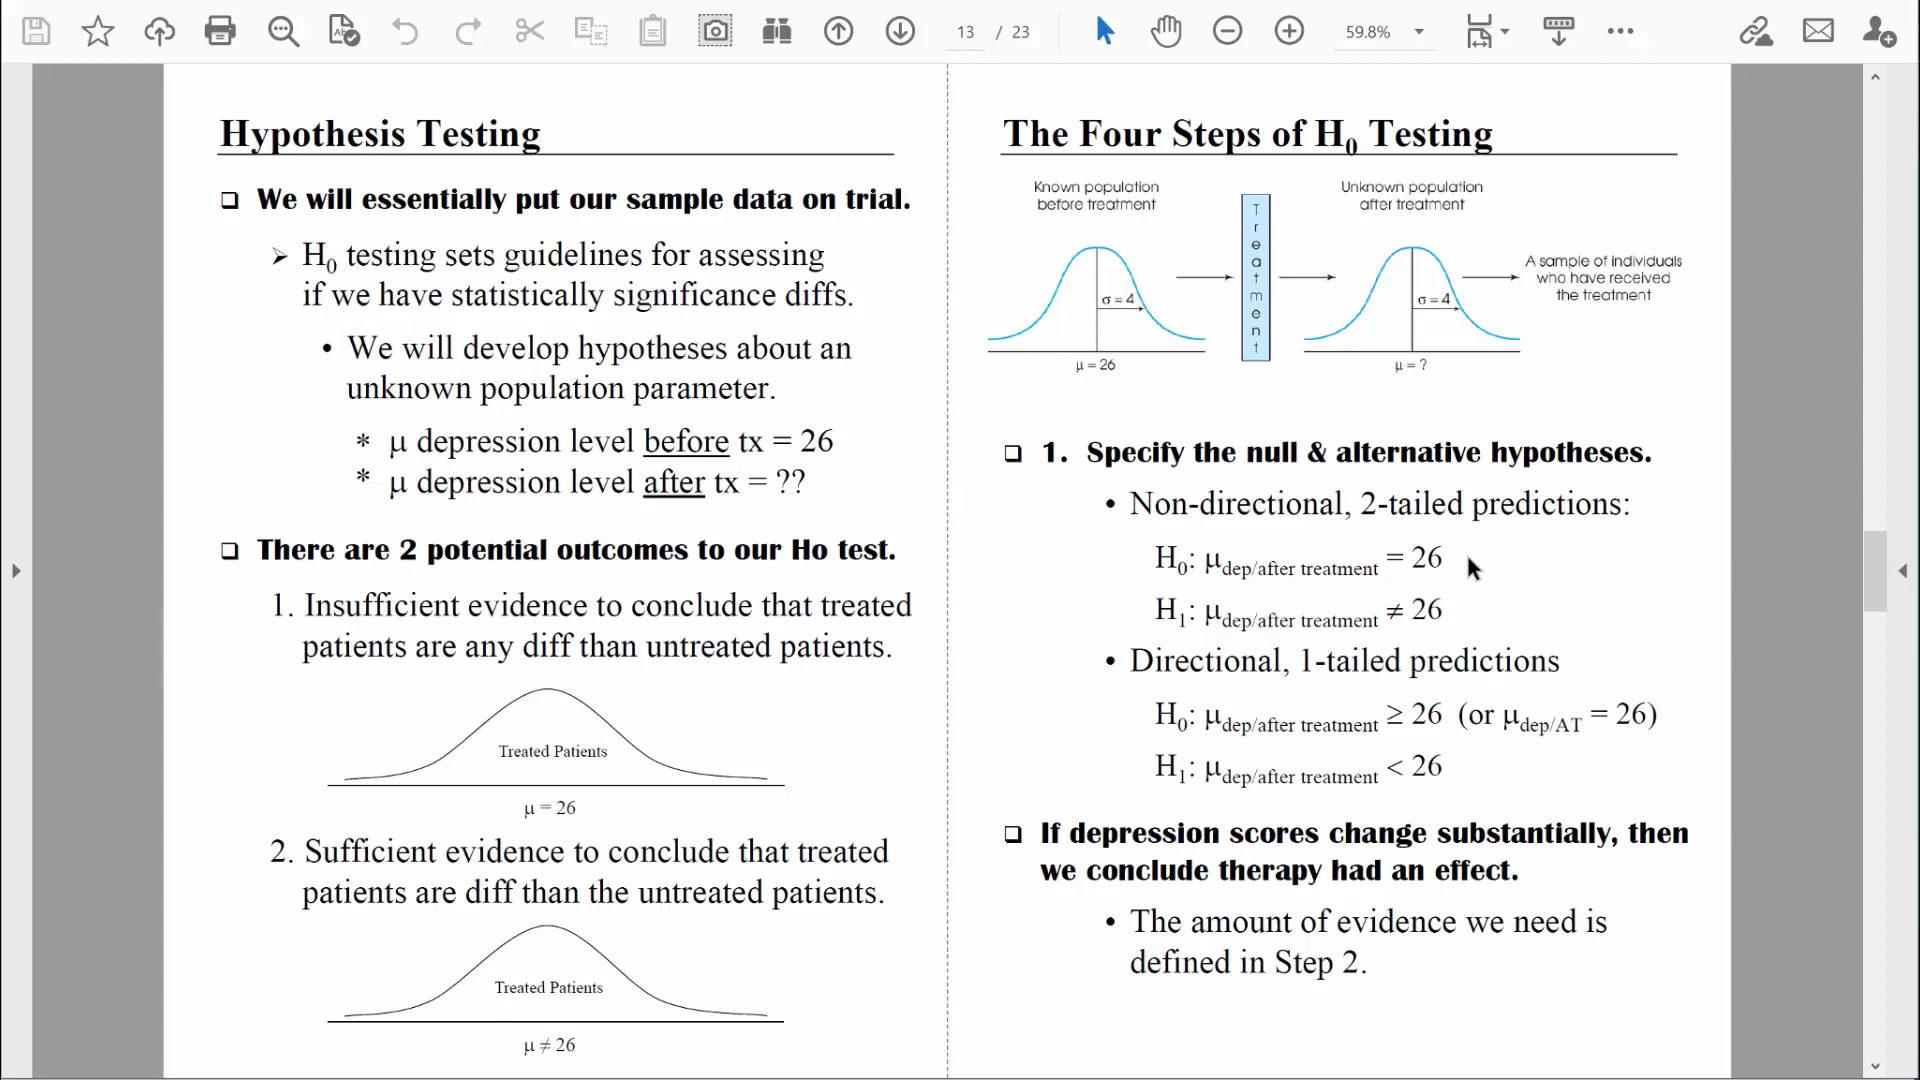 13 / 23
59.8%
Hypothesis Testing
❑ We will essentially put our sample data on trial.
➢ H₀ testing sets guidelines for assessing
if we have statistically significance diffs.
• We will develop hypotheses about an
unknown population parameter.
* μ depression level before tx = 26
* μ depression level after tx = ??
❑ There are 2 potential outcomes to our Ho test.
1. Insufficient evidence to conclude that treated
patients are any diff than untreated patients.
Treated Patients
μ = 26
2. Sufficient evidence to conclude that treated
patients are diff than the untreated patients.
Treated Patients
μ ≠ 26
The Four Steps of H₀ Testing
Known population
before treatment
σ = 4
μ = 26
Treatment
Unknown population
after treatment
σ = 4
μ = ?
A sample of individuals
who have received
the treatment
❑ 1. Specify the null & alternative hypotheses.
• Non-directional, 2-tailed predictions:
H₀: μ dep/after treatment = 26
H₁: μ dep/after treatment ≠ 26
• Directional, 1-tailed predictions
H₀: μ dep/after treatment ≥ 26 (or μ dep/AT = 26)
H₁: μ dep/after treatment < 26
❑ If depression scores change substantially, then
we conclude therapy had an effect.
• The amount of evidence we need is
defined in Step 2.